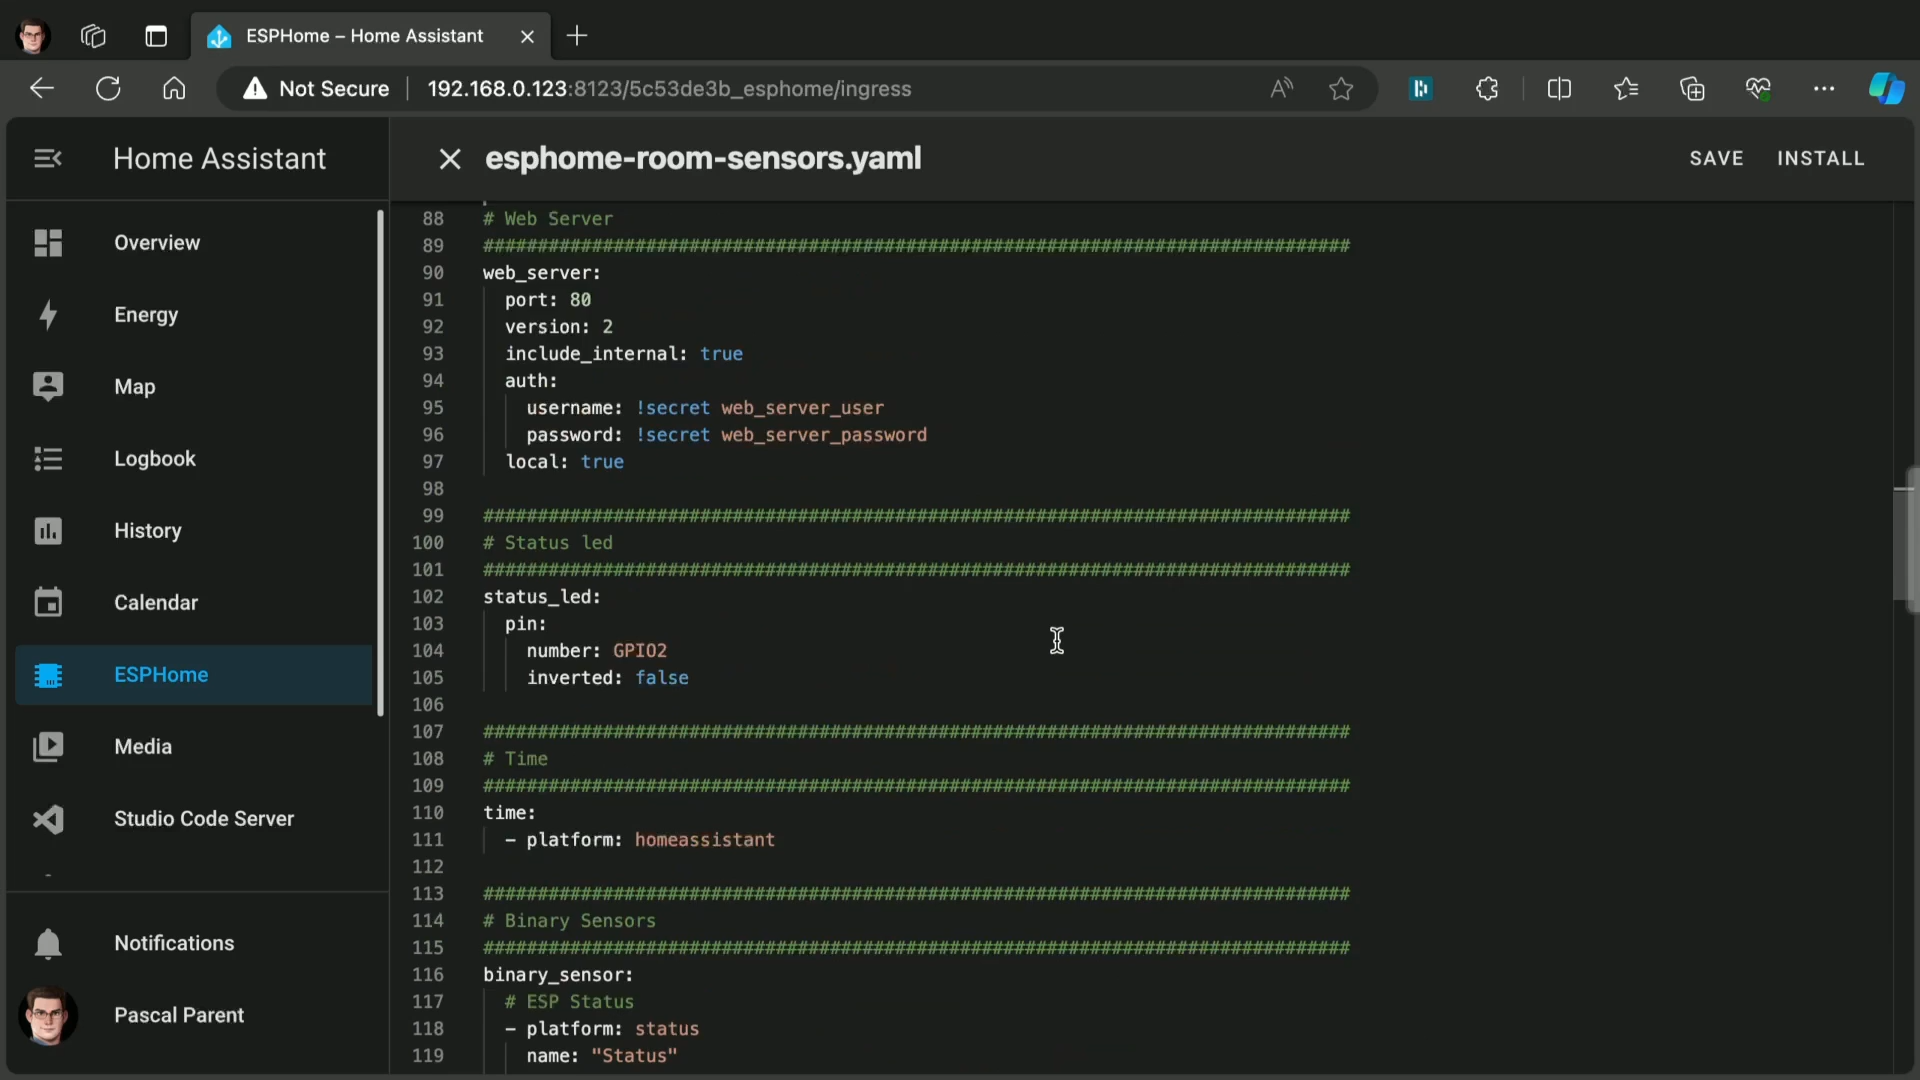 ESPHome – Home Assistant
Not Secure
192.168.0.123:8123/5c53de3b_esphome/ingress
Home Assistant
esphome-room-sensors.yaml
SAVE
INSTALL
Overview
Energy
Map
Logbook
History
Calendar
ESPHome
Media
Studio Code Server
Notifications
Pascal Parent
88 # Web Server
89 ################################################################################
90 web_server:
91 port: 80
92 version: 2
93 include_internal: true
94 auth:
95 username: !secret web_server_user
96 password: !secret web_server_password
97 local: true
98
99 ################################################################################
100 # Status led
101 ################################################################################
102 status_led:
103 pin:
104 number: GPIO2
105 inverted: false
106
107 ################################################################################
108 # Time
109 ################################################################################
110 time:
111 - platform: homeassistant
112
113 ################################################################################
114 # Binary Sensors
115 ################################################################################
116 binary_sensor:
117 # ESP Status
118 - platform: status
119 name: "Status"